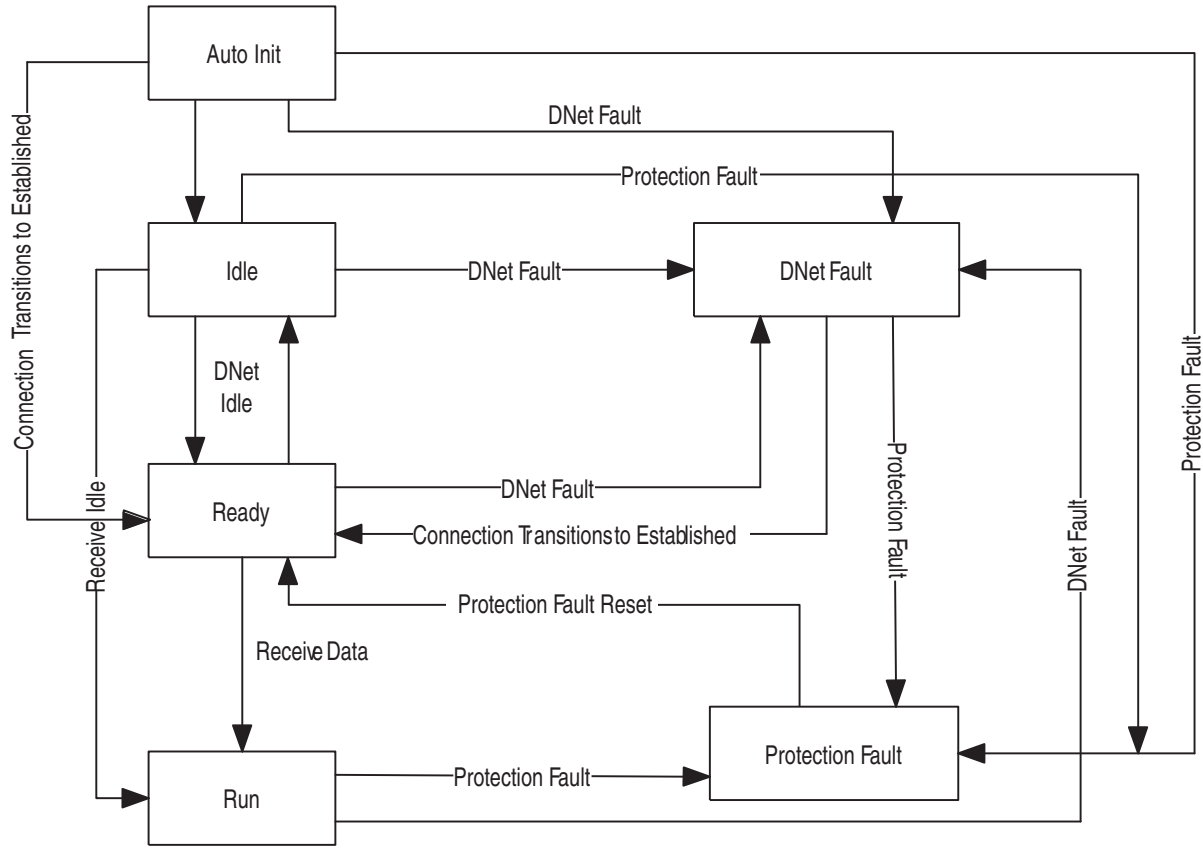 Auto Init
DNet Fault
Protection Fault
Connection Transitions to Established
Idle
DNet Fault
DNet Fault
Protection Fault
DNet
Idle
Ready
DNet Fault
Connection Transitions to Established
Protection Fault
DNet Fault
Receive Idle
Protection Fault Reset
Receive Data
Run
Protection Fault
Protection Fault